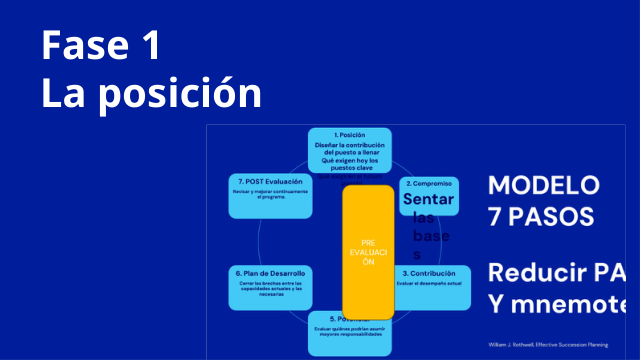 Fase 1
La posición
1. Posición
Diseñar la contribución
del puesto a llenar
Qué exigen hoy los
puestos clave
7. POST Evaluación
Revisar y mejorar continuamente
el programa.
2. Compromiso
Sentar
las
base
s
PRE
EVALUACI
ÓN
6. Plan de Desarrollo
Cerrar las brechas entre las
capacidades actuales y las
necesarias
3. Contribución
Evaluar el desempeño actual
5.
Evaluar quiénes podrían asumir
mayores responsabilidades
MODELO
7 PASOS
Reducir PA
Y mnemote
William J. Rothwell, Effective Succession Planning